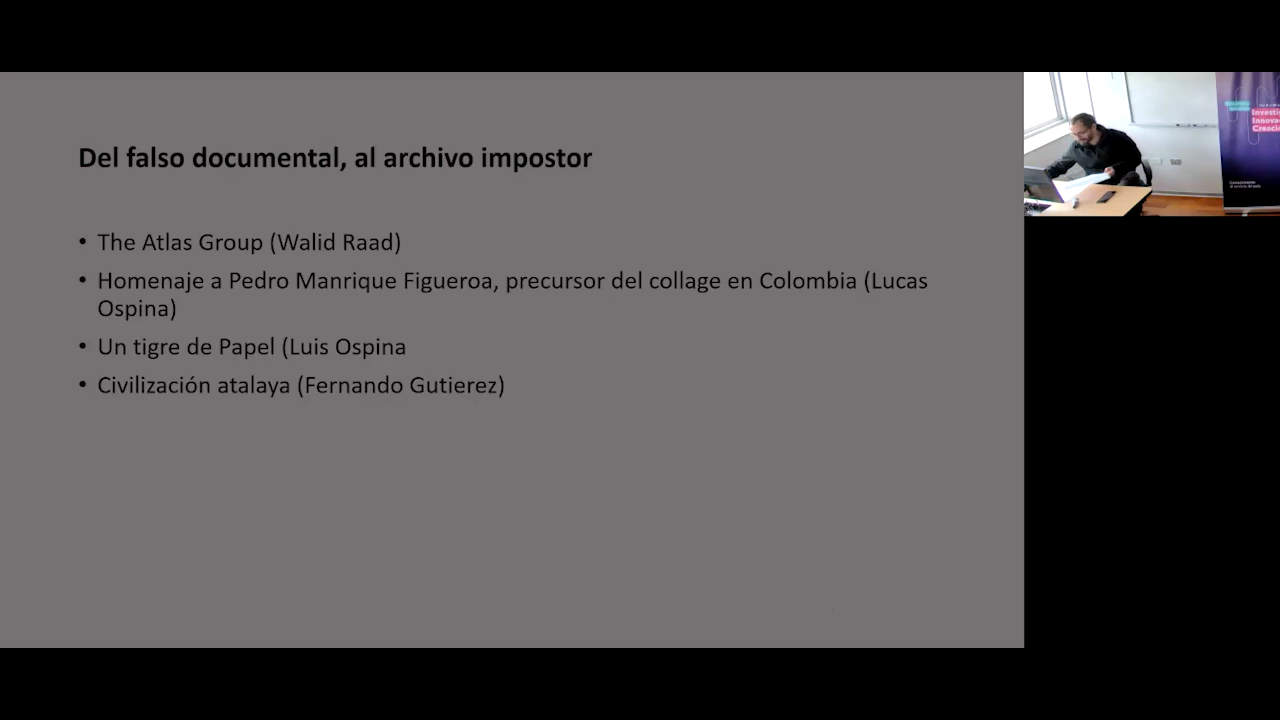 Del falso documental, al archivo impostor
• The Atlas Group (Walid Raad)
• Homenaje a Pedro Manrique Figueroa, precursor del collage en Colombia (Lucas
Ospina)
• Un tigre de Papel (Luis Ospina
• Civilización atalaya (Fernando Gutierez)